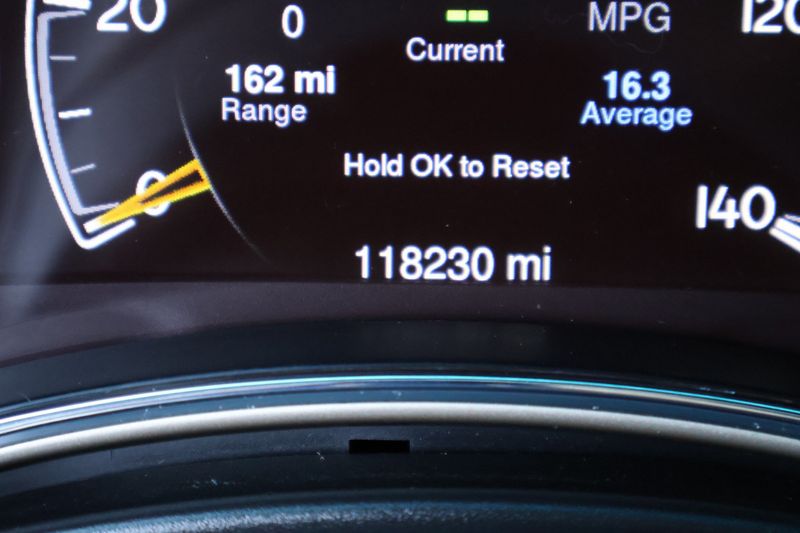 20
0
MPG
120
Current
162 mi
Range
16.3
Average
Hold OK to Reset
0
140
118230 mi